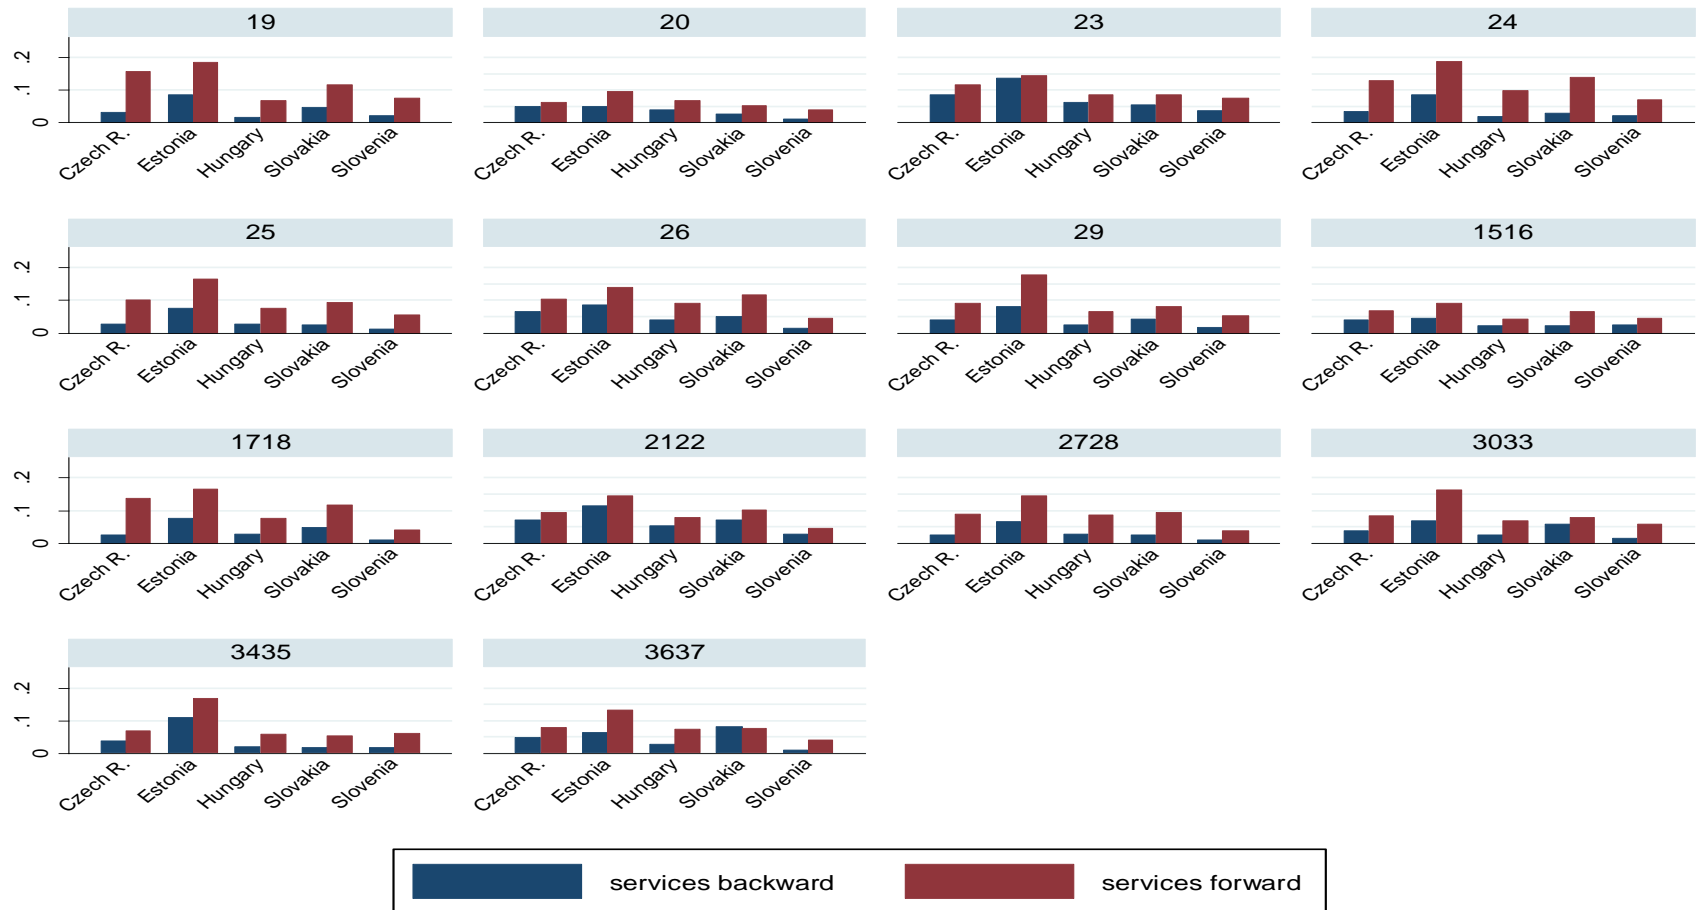 19 20 23 24
.2
.1
0
Czech R. Estonia Hungary Slovakia Slovenia Czech R. Estonia Hungary Slovakia Slovenia Czech R. Estonia Hungary Slovakia Slovenia Czech R. Estonia Hungary Slovakia Slovenia
25 26 29 1516
.2
.1
0
Czech R. Estonia Hungary Slovakia Slovenia Czech R. Estonia Hungary Slovakia Slovenia Czech R. Estonia Hungary Slovakia Slovenia Czech R. Estonia Hungary Slovakia Slovenia
1718 2122 2728 3033
.2
.1
0
Czech R. Estonia Hungary Slovakia Slovenia Czech R. Estonia Hungary Slovakia Slovenia Czech R. Estonia Hungary Slovakia Slovenia Czech R. Estonia Hungary Slovakia Slovenia
3435 3637
.2
.1
0
Czech R. Estonia Hungary Slovakia Slovenia Czech R. Estonia Hungary Slovakia Slovenia
services backward services forward